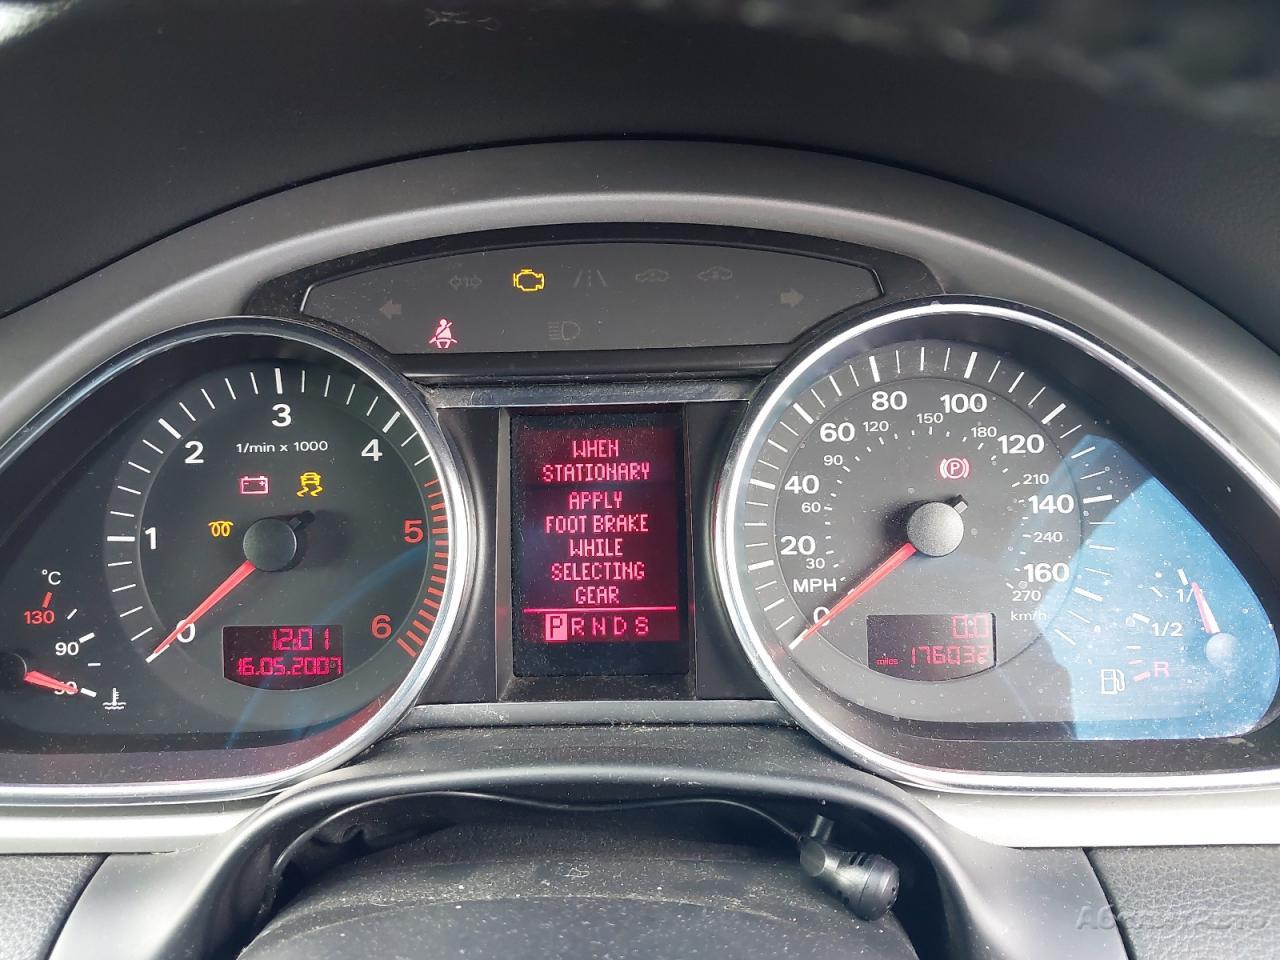 1/min x 1000
0
1
2
3
4
5
6
°C
130
90
50
12:01
16.05.2007
WHEN
STATIONARY
APPLY
FOOT BRAKE
WHILE
SELECTING
GEAR
P R N D S
0
20
40
60
80
100
120
140
160
MPH
30
60
90
120
150
180
210
240
270
km/h
(P)
0.0
miles 176032
1/1
1/2
R